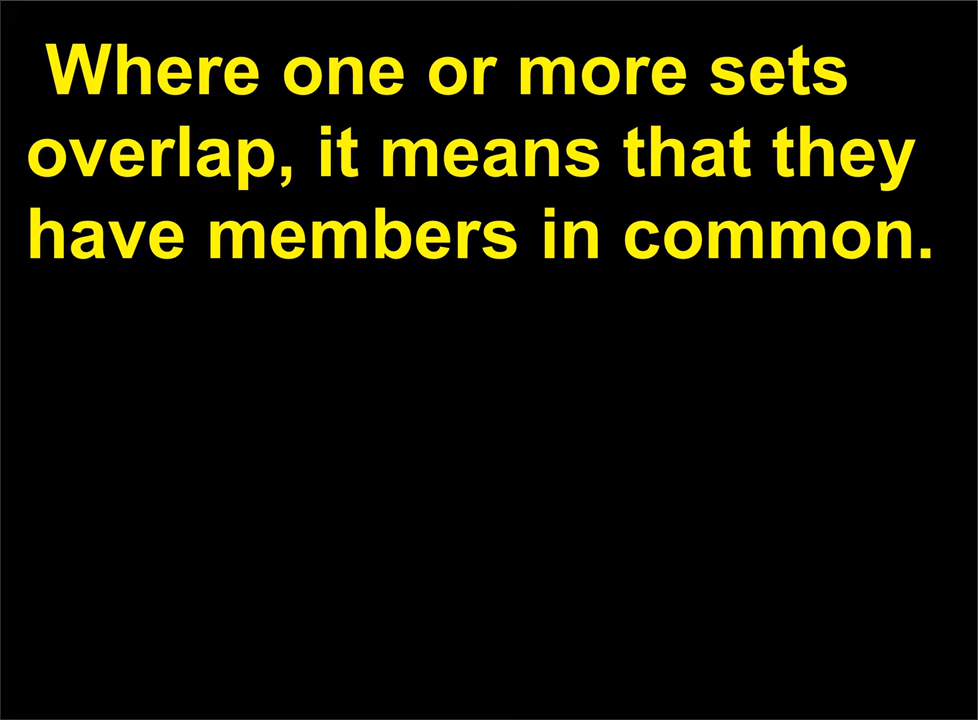 Where one or more sets
overlap, it means that they
have members in common.